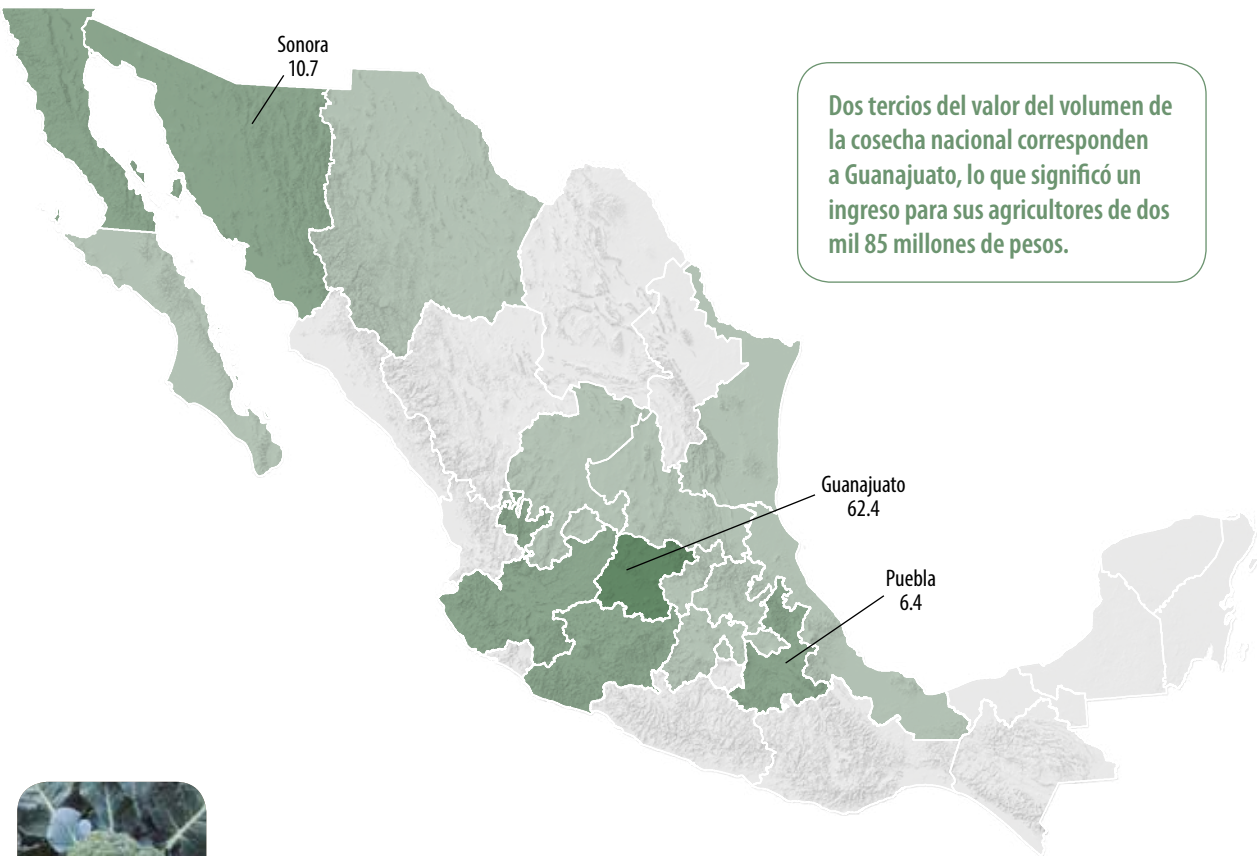 Sonora
10.7
Dos tercios del valor del volumen de
la cosecha nacional corresponden
a Guanajuato, lo que significó un
ingreso para sus agricultores de dos
mil 85 millones de pesos.
Guanajuato
62.4
Puebla
6.4